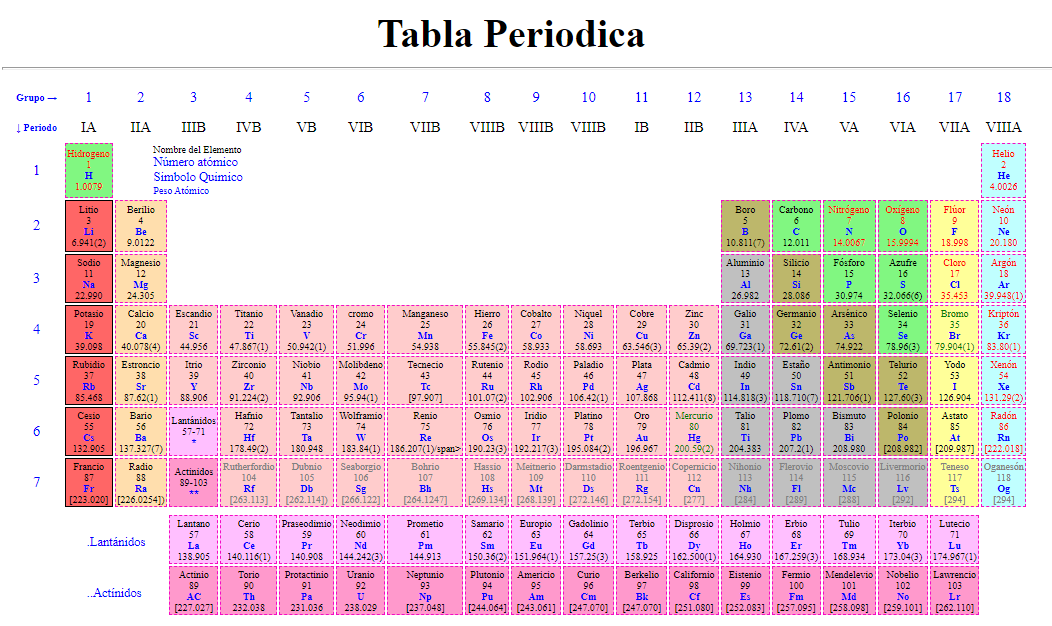 Tabla Periodica
Grupo → 1 2 3 4 5 6 7 8 9 10 11 12 13 14 15 16 17 18
↓ Periodo IA IIA IIIB IVB VB VIB VIIB VIIIB VIIIB VIIIB IB IIB IIIA IVA VA VIA VIIA VIIIA
Hidrogeno Nombre del Elemento Helio
1 1 Número atómico 2
H Símbolo Químico He
1.0079 Peso Atómico 4.0026
Litio Berilio Boro Carbono Nitrógeno Oxígeno Flúor Neón
2 3 4 5 6 7 8 9 10
Li Be B C N O F Ne
6.941(2) 9.0122 10.811(7) 12.011 14.0067 15.9994 18.998 20.180
Sodio Magnesio Aluminio Silicio Fósforo Azufre Cloro Argón
3 11 12 13 14 15 16 17 18
Na Mg Al Si P S Cl Ar
22.990 24.305 26.982 28.086 30.974 32.066(6) 35.453 39.948(1)
Potasio Calcio Escandio Titanio Vanadio cromo Manganeso Hierro Cobalto Niquel Cobre Zinc Galio Germanio Arsénico Selenio Bromo Kriptón
4 19 20 21 22 23 24 25 26 27 28 29 30 31 32 33 34 35 36
K Ca Sc Ti V Cr Mn Fe Co Ni Cu Zn Ga Ge As Se Br Kr
39.098 40.078(4) 44.956 47.867(1) 50.942(1) 51.996 54.938 55.845(2) 58.933 58.693 63.546(3) 65.39(2) 69.723(1) 72.61(2) 74.922 78.96(3) 79.904(1) 83.80(1)
Rubidio Estroncio Itrio Zirconio Niobio Molibdeno Tecnecio Rutenio Rodio Paladio Plata Cadmio Indio Estaño Antimonio Telurio Yodo Xenón
5 37 38 39 40 41 42 43 44 45 46 47 48 49 50 51 52 53 54
Rb Sr Y Zr Nb Mo Tc Ru Rh Pd Ag Cd In Sn Sb Te I Xe
85.468 87.62(1) 88.906 91.224(2) 92.906 95.94(1) [97.907] 101.07(2) 102.906 106.42(1) 107.868 112.411(8) 114.818(3) 118.710(7) 121.706(1) 127.60(3) 126.904 131.29(2)
Cesio Bario Lantánidos Hafnio Tantalio Wolframio Renio Osmio Iridio Platino Oro Mercurio Talio Plomo Bismuto Polonio Astato Radón
6 55 56 57-71 72 73 74 75 76 77 78 79 80 81 82 83 84 85 86
Cs Ba * Hf Ta W Re Os Ir Pt Au Hg Ti Pb Bi Po At Rn
132.905 137.327(7) 178.49(2) 180.948 183.84(1) 186.207(1)/span> 190.23(3) 192.217(3) 195.084(2) 196.967 200.59(2) 204.383 207.2(1) 208.980 [208.982] [209.987] [222.018]
Francio Radio Actinidos Rutherfordio Dubnio Seaborgio Bohrio Hassio Meitnerio Darmstadio Roentgenio Copernicio Nihonio Flerovio Moscovio Livermorio Teneso Oganesón
7 87 88 89-103 104 105 106 107 108 109 110 111 112 113 114 115 116 117 118
Fr Ra ** Rf Db Sg Bh Hs Mt Ds Rg Cn Nh Fl Mc Lv Ts Og
[223.020] [226.0254]) [263.113] [262.114]) [266.122] [264.1247] [269.134] [268.139] [272.146] [272.154] [277] [284] [289] [288] [292] [294] [294]
Lantano Cerio Praseodimio Neodimio Prometio Samario Europio Gadolinio Terbio Disprosio Holmio Erbio Tulio Iterbio Lutecio
.Lantánidos 57 58 59 60 61 62 63 64 65 66 67 68 69 70 71
La Ce Pr Nd Pm Sm Eu Gd Tb Dy Ho Er Tm Yb Lu
138.905 140.116(1) 140.908 144.242(3) 144.913 150.36(2) 151.964(1) 157.25(3) 158.925 162.500(1) 164.930 167.259(3) 168.934 173.04(3) 174.967(1)
Actinio Torio Protactinio Uranio Neptunio Plutonio Americio Curio Berkelio Californio Eistenio Fermio Mendelevio Nobelio Lawrencio
..Actínidos 89 90 91 92 93 94 95 96 97 98 99 100 101 102 103
AC Th Pa U Np Pu Am Cm Bk Cf Es Fm Md No Lr
[227.027] 232.038 231.036 238.029 [237.048] [244.064] [243.061] [247.070] [247.070] [251.080] [252.083] [257.095] [258.098] [259.101] [262.110]